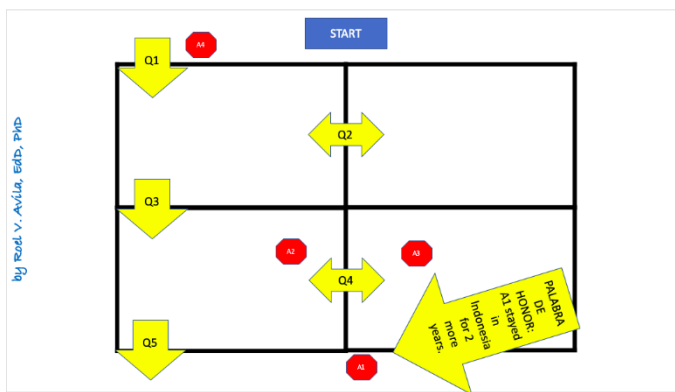 START
A4
Q1
Q2
by Roel V. Avila, EdD, PhD
Q3
A2
A3
Q4
PALABRA
DE
HONOR:
A1 stayed
in
Indonesia
for 2
more
years.
Q5
A1